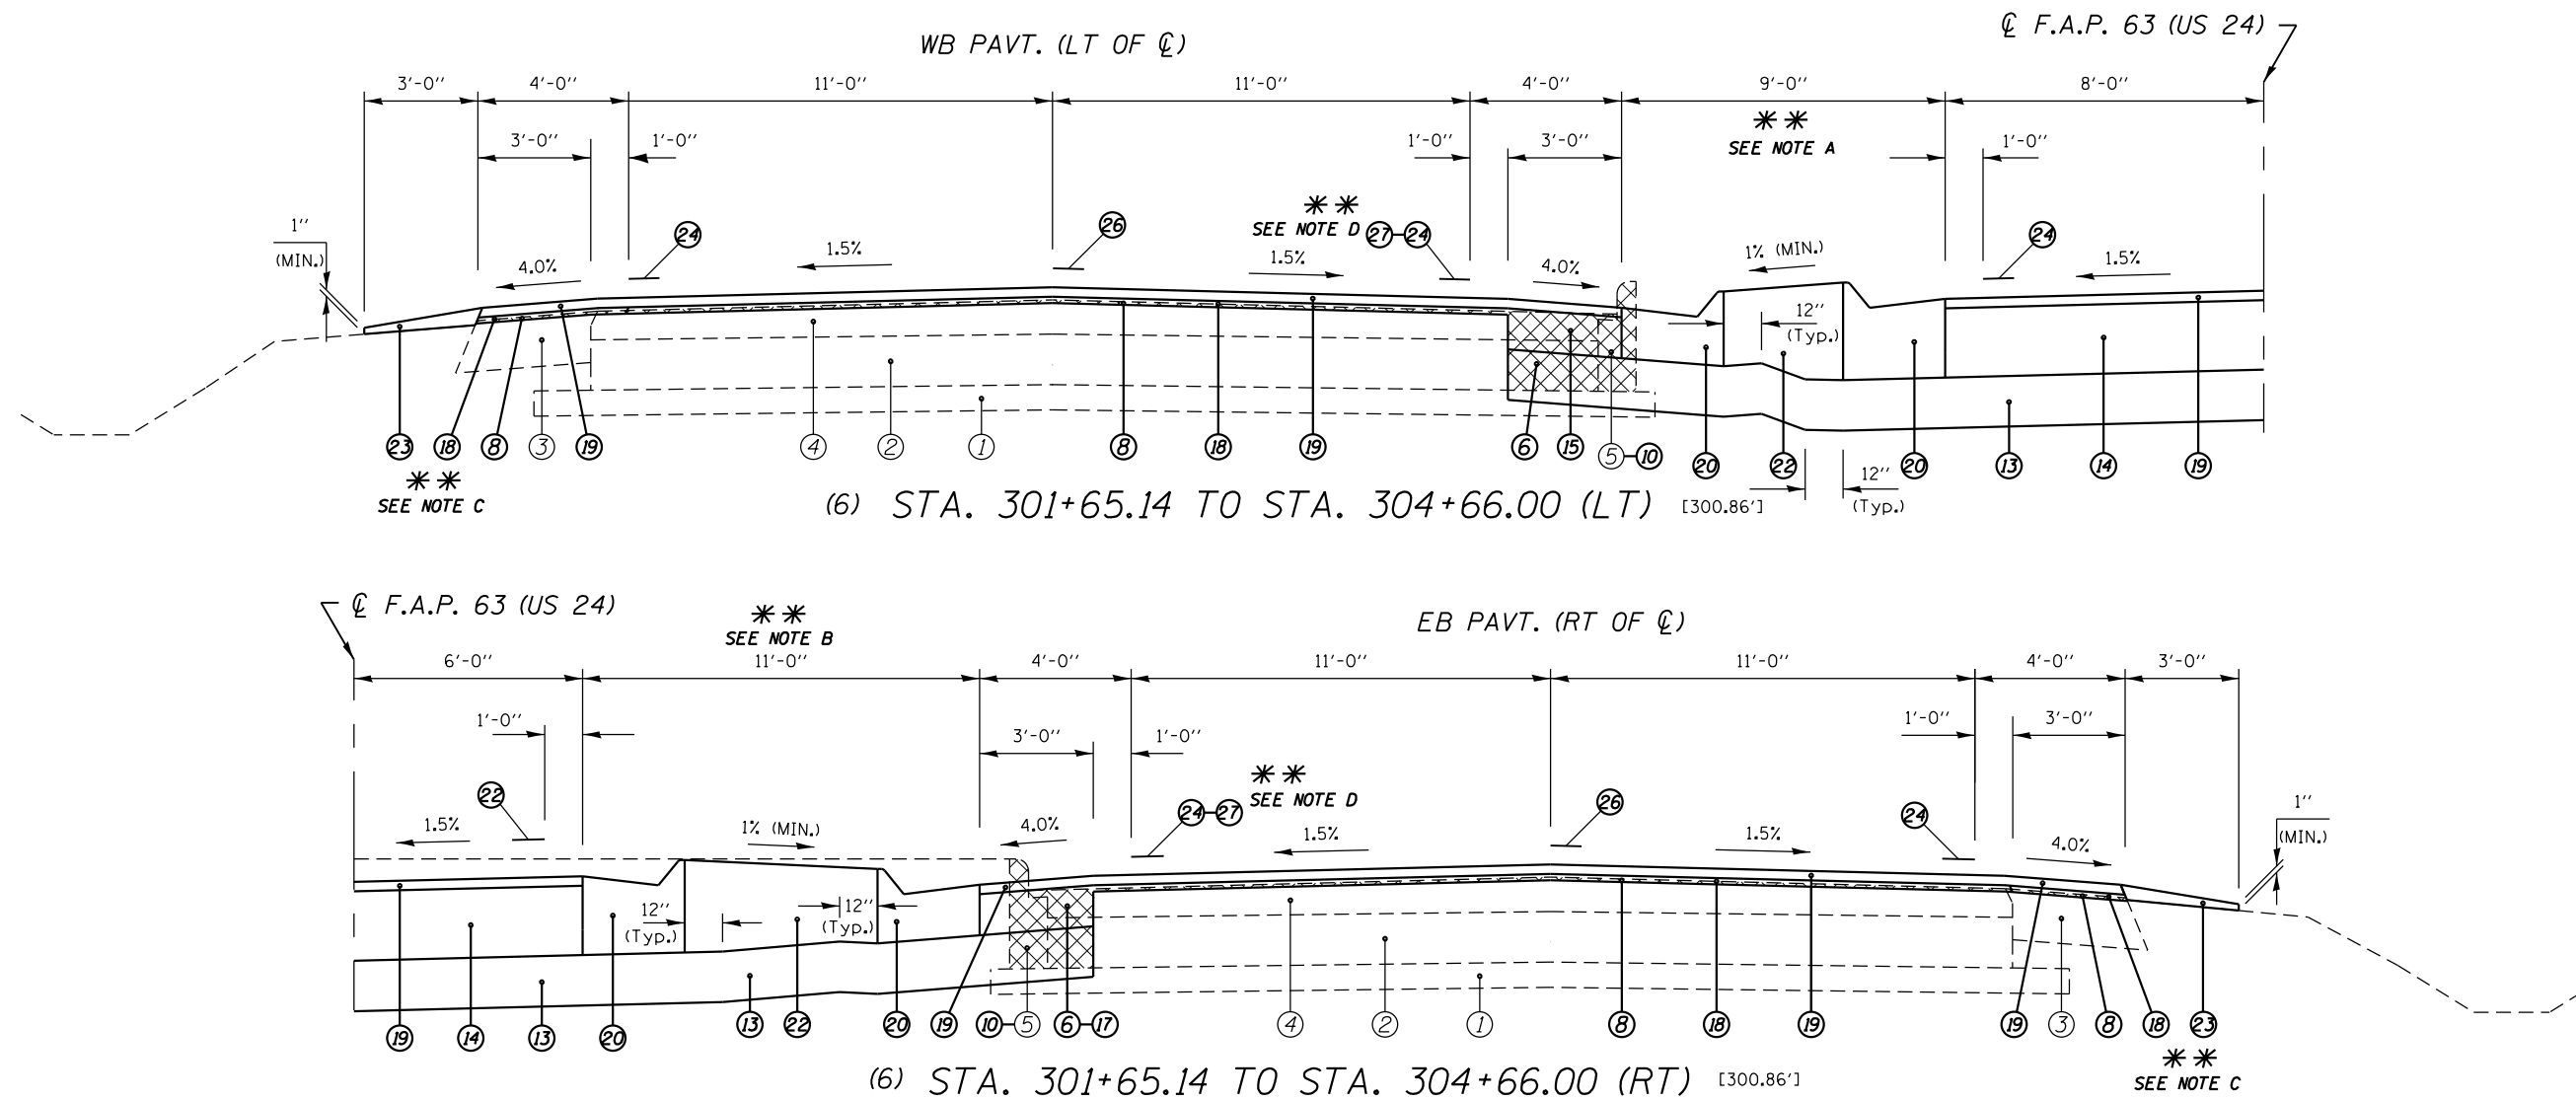 WB PAVT. (LT OF ℄)
℄ F.A.P. 63 (US 24)
3'-0'' 4'-0'' 11'-0'' 11'-0'' 4'-0'' 9'-0'' 8'-0''
** 
3'-0'' 1'-0'' 1'-0'' 3'-0'' SEE NOTE A 1'-0''
**
1'' 24 26 SEE NOTE D 27-24 24
(MIN.) 4.0% 1.5% 1.5% 4.0% 1% (MIN.) 1.5%
12''
(Typ.)
23 18 8 3 19 4 2 1 8 18 19 6 15 5-10 20 22 20 13 14 19
**
SEE NOTE C
12''
(Typ.)
(6) STA. 301+65.14 TO STA. 304+66.00 (LT) [300.86']
℄ F.A.P. 63 (US 24)
**
SEE NOTE B
EB PAVT. (RT OF ℄)
6'-0'' 11'-0'' 4'-0'' 11'-0'' 11'-0'' 4'-0'' 3'-0''
1'-0'' 3'-0'' 1'-0'' 1'-0'' 3'-0''
**
SEE NOTE D
22 24-27 26 24 1''
(MIN.)
1.5% 1% (MIN.) 4.0% 1.5% 1.5% 4.0%
12'' 12''
(Typ.) (Typ.)
19 14 13 20 13 22 20 19 10-5 6-17 4 2 1 8 18 19 19 3 8 18 23
**
SEE NOTE C
(6) STA. 301+65.14 TO STA. 304+66.00 (RT) [300.86']